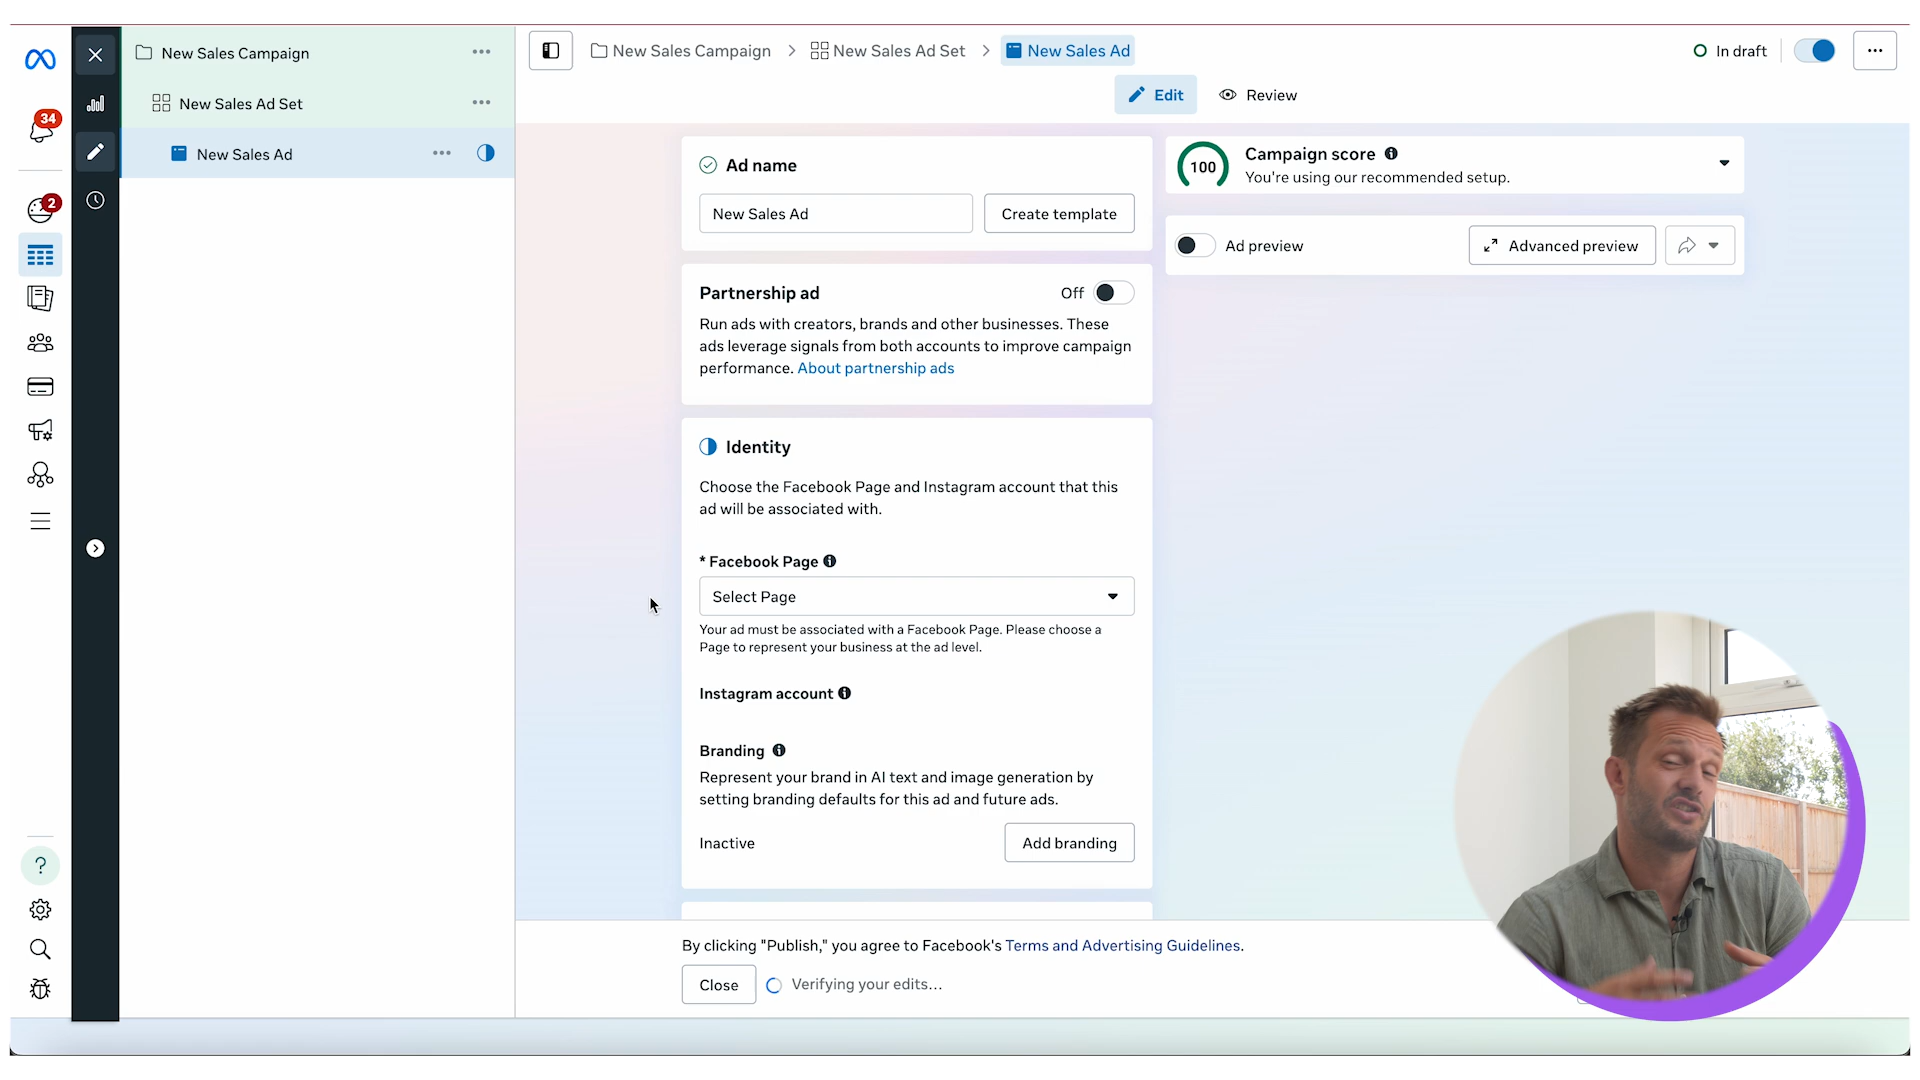 New Sales Campaign
New Sales Ad Set
New Sales Ad
34
2
?
New Sales Campaign
New Sales Ad Set
New Sales Ad
In draft
Edit
Review
Ad name
New Sales Ad
Create template
Partnership ad
Off
Run ads with creators, brands and other businesses. These
ads leverage signals from both accounts to improve campaign
performance. About partnership ads
Identity
Choose the Facebook Page and Instagram account that this
ad will be associated with.
* Facebook Page
Select Page
Your ad must be associated with a Facebook Page. Please choose a
Page to represent your business at the ad level.
Instagram account
Branding
Represent your brand in AI text and image generation by
setting branding defaults for this ad and future ads.
Inactive
Add branding
100
Campaign score
You're using our recommended setup.
Ad preview
Advanced preview
By clicking "Publish," you agree to Facebook's Terms and Advertising Guidelines.
Close
Verifying your edits...